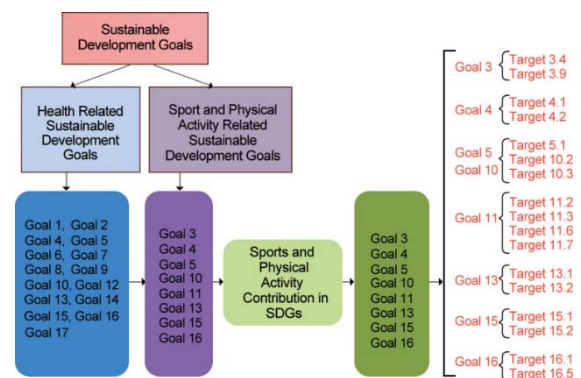 Sustainable
Development Goals
Health Related
Sustainable
Development
Goals
Sport and Physical
Activity Related
Sustainable
Development Goals
Goal 1, Goal 2
Goal 4, Goal 5
Goal 6, Goal 7
Goal 8, Goal 9
Goal 10, Goal 12
Goal 13, Goal 14
Goal 15, Goal 16
Goal 17
Goal 3
Goal 4
Goal 5
Goal 10
Goal 11
Goal 13
Goal 15
Goal 16
Sports and
Physical
Activity
Contribution in
SDGs
Goal 3
Goal 4
Goal 5
Goal 10
Goal 11
Goal 13
Goal 15
Goal 16
Goal 3
Target 3.4
Target 3.9
Goal 4
Target 4.1
Target 4.2
Goal 5
Goal 10
Target 5.1
Target 10.2
Target 10.3
Goal 11
Target 11.2
Target 11.3
Target 11.6
Target 11.7
Goal 13
Target 13.1
Target 13.2
Goal 15
Target 15.1
Target 15.2
Goal 16
Target 16.1
Target 16.5